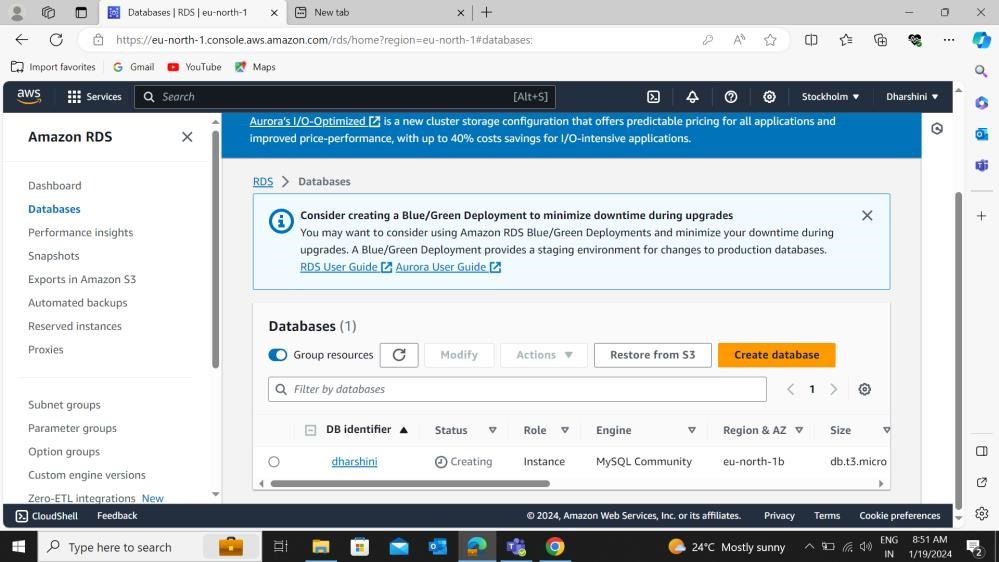 Databases | RDS | eu-north-1
New tab
https://eu-north-1.console.aws.amazon.com/rds/home?region=eu-north-1#databases:
Import favorites
Gmail
YouTube
Maps
aws
Services
Search
[Alt+S]
Stockholm
Dharshini
Amazon RDS
Dashboard
Databases
Performance insights
Snapshots
Exports in Amazon S3
Automated backups
Reserved instances
Proxies
Subnet groups
Parameter groups
Option groups
Custom engine versions
Zero-ETL integrations New
Aurora's I/O-Optimized is a new cluster storage configuration that offers predictable pricing for all applications and
improved price-performance, with up to 40% costs savings for I/O-intensive applications.
RDS > Databases
Consider creating a Blue/Green Deployment to minimize downtime during upgrades
You may want to consider using Amazon RDS Blue/Green Deployments and minimize your downtime during
upgrades. A Blue/Green Deployment provides a staging environment for changes to production databases.
RDS User Guide Aurora User Guide
Databases (1)
Group resources
Modify
Actions
Restore from S3
Create database
Filter by databases
1
DB identifier
Status
Role
Engine
Region & AZ
Size
dharshini
Creating
Instance
MySQL Community
eu-north-1b
db.t3.micro
CloudShell
Feedback
© 2024, Amazon Web Services, Inc. or its affiliates.
Privacy
Terms
Cookie preferences
Type here to search
24°C Mostly sunny
ENG
IN
8:51 AM
1/19/2024
2